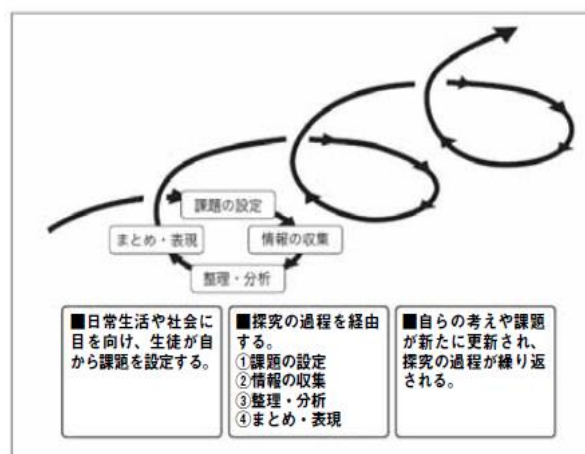 課題の設定
まとめ・表現
情報の収集
整理・分析
■日常生活や社会に
目を向け、生徒が自
から課題を設定する。
■探究の過程を経由
する。
①課題の設定
②情報の収集
③整理・分析
④まとめ・表現
■自らの考えや課題
が新たに更新され、
探究の過程が繰り返
される。